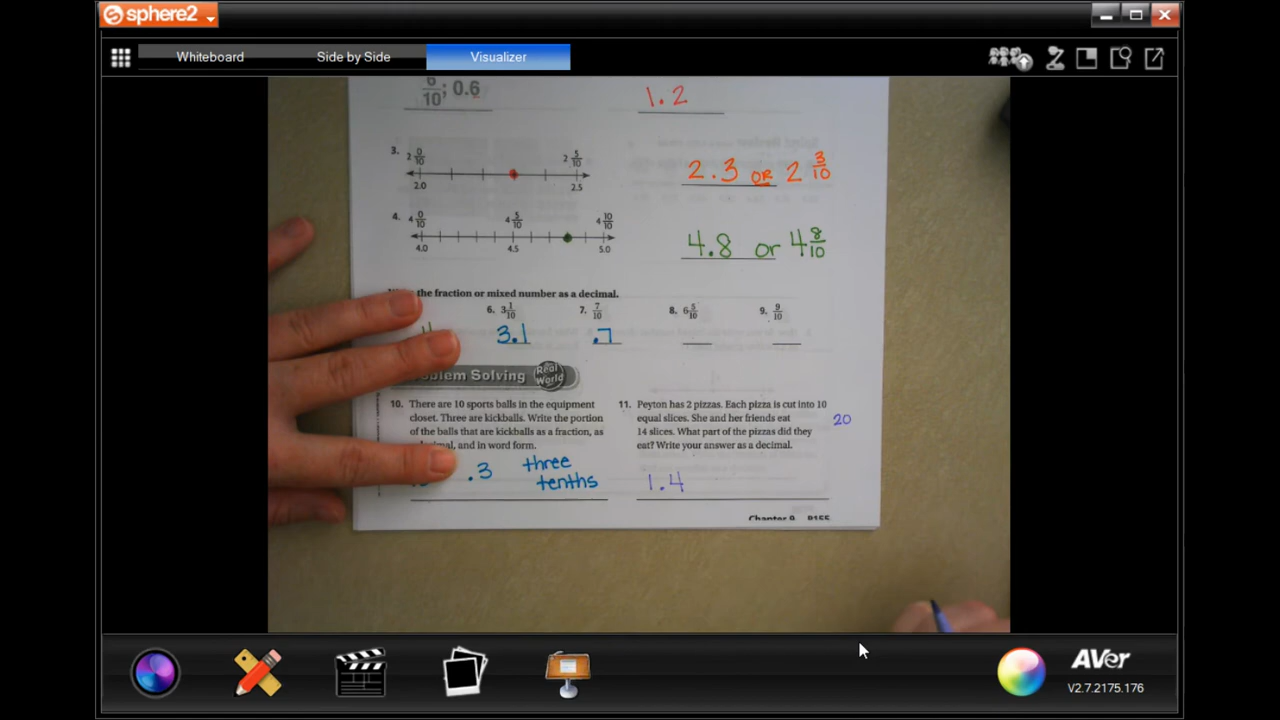 sphere2
Whiteboard Side by Side Visualizer
6/10; 0.6
1.2
3. 2 0/10 2 5/10
2.0 2.5
2.3 OR 2 3/10
4. 4 0/10 4 5/10 4 10/10
4.0 4.5 5.0
4.8 or 4 8/10
the fraction or mixed number as a decimal.
6. 3 1/10 7. 7/10 8. 6 5/10 9. 9/10
3.1 .7
Problem Solving Real World
10. There are 10 sports balls in the equipment
closet. Three are kickballs. Write the portion
of the balls that are kickballs as a fraction, as
decimal, and in word form.
.3 three
tenths
11. Peyton has 2 pizzas. Each pizza is cut into 10
equal slices. She and her friends eat
14 slices. What part of the pizzas did they
eat? Write your answer as a decimal.
20
1.4
Chapter 9 P155
AVer
V2.7.2175.176